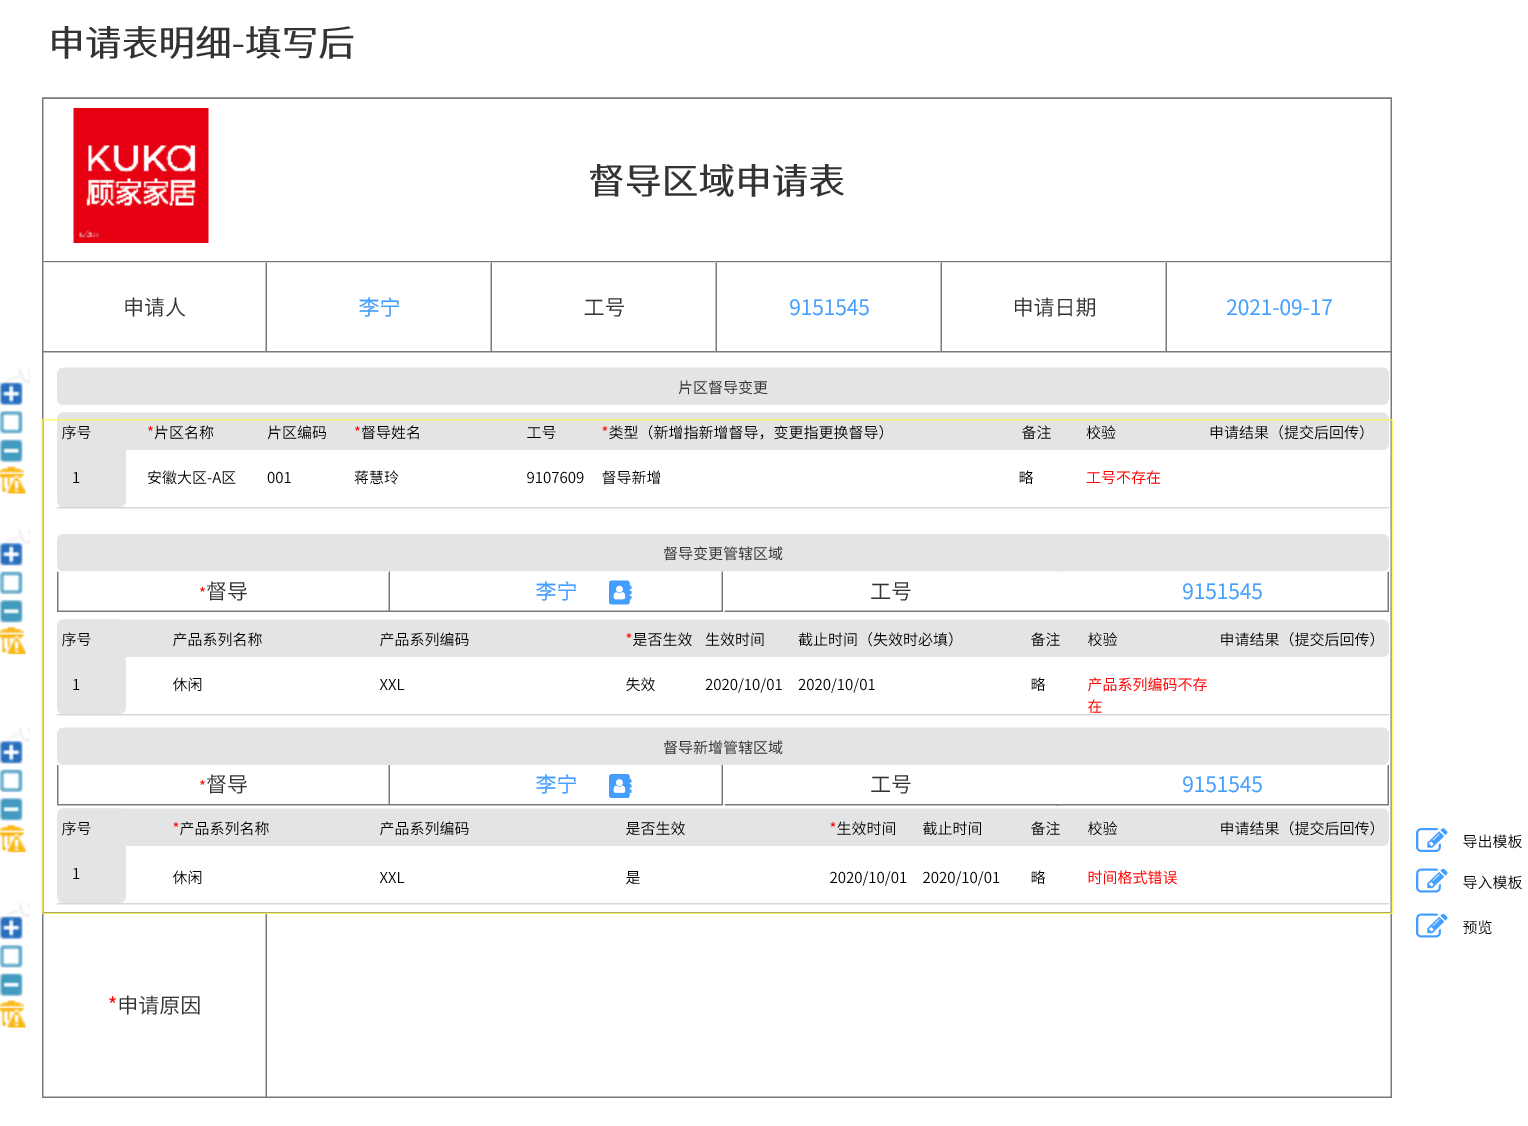 申请表明细-填写后
KUKa
顾家家居
督导区域申请表
申请人 李宁 工号 9151545 申请日期 2021-09-17
片区督导变更
序号 *片区名称 片区编码 *督导姓名 工号 *类型（新增指新增督导，变更指更换督导） 备注 校验 申请结果（提交后回传）
1 安徽大区-A区 001 蒋慧玲 9107609 督导新增 略 工号不存在
督导变更管辖区域
*督导 李宁 工号 9151545
序号 产品系列名称 产品系列编码 *是否生效 生效时间 截止时间（失效时必填） 备注 校验 申请结果（提交后回传）
1 休闲 XXL 失效 2020/10/01 2020/10/01 略 产品系列编码不存
在
督导新增管辖区域
*督导 李宁 工号 9151545
序号 *产品系列名称 产品系列编码 是否生效 *生效时间 截止时间 备注 校验 申请结果（提交后回传）
1 休闲 XXL 是 2020/10/01 2020/10/01 略 时间格式错误
导出模板
导入模板
预览
*申请原因